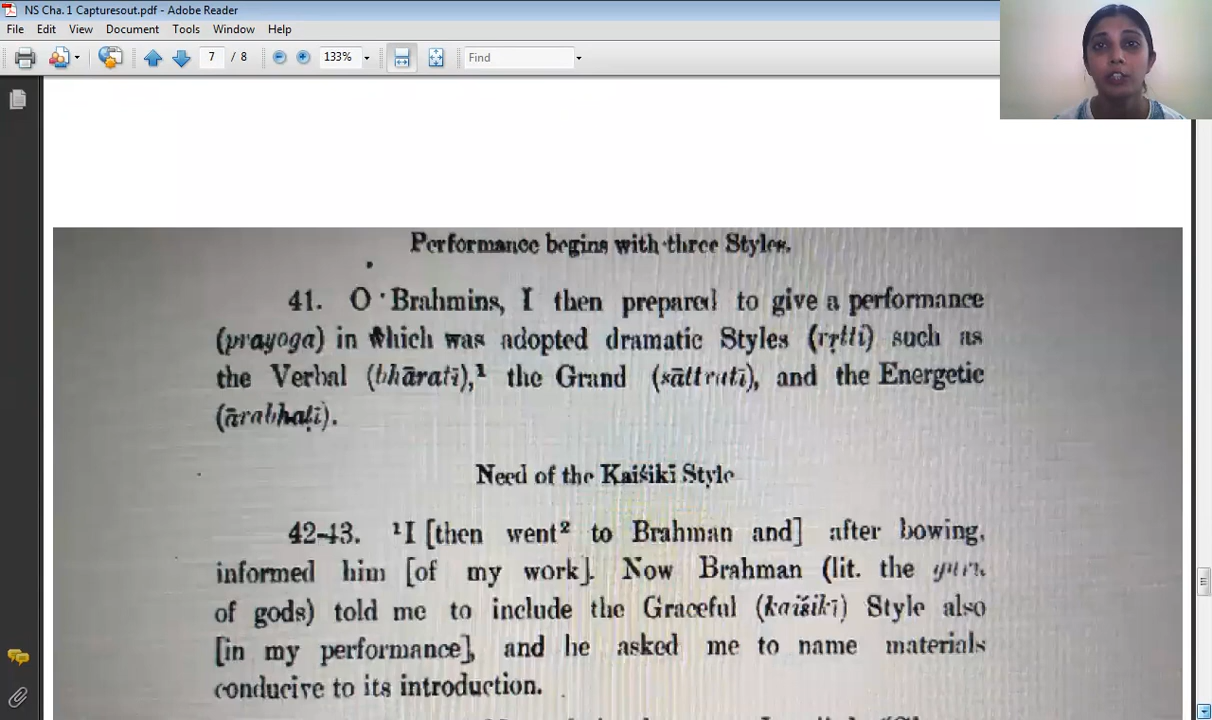 NS Cha. 1 Capturesout.pdf - Adobe Reader
File Edit View Document Tools Window Help
7 / 8 133% Find
Performance begins with three Styles.
41. O Brahmins, I then prepared to give a performance
(prayoga) in which was adopted dramatic Styles (vṛtti) such as
the Verbal (bhāratī),¹ the Grand (sāttvatī), and the Energetic
(ārabhaṭī).
Need of the Kaiśikī Style
42-43. ¹I [then went² to Brahman and] after bowing,
informed him [of my work]. Now Brahman (lit. the guru
of gods) told me to include the Graceful (kaiśikī) Style also
[in my performance], and he asked me to name materials
conducive to its introduction.